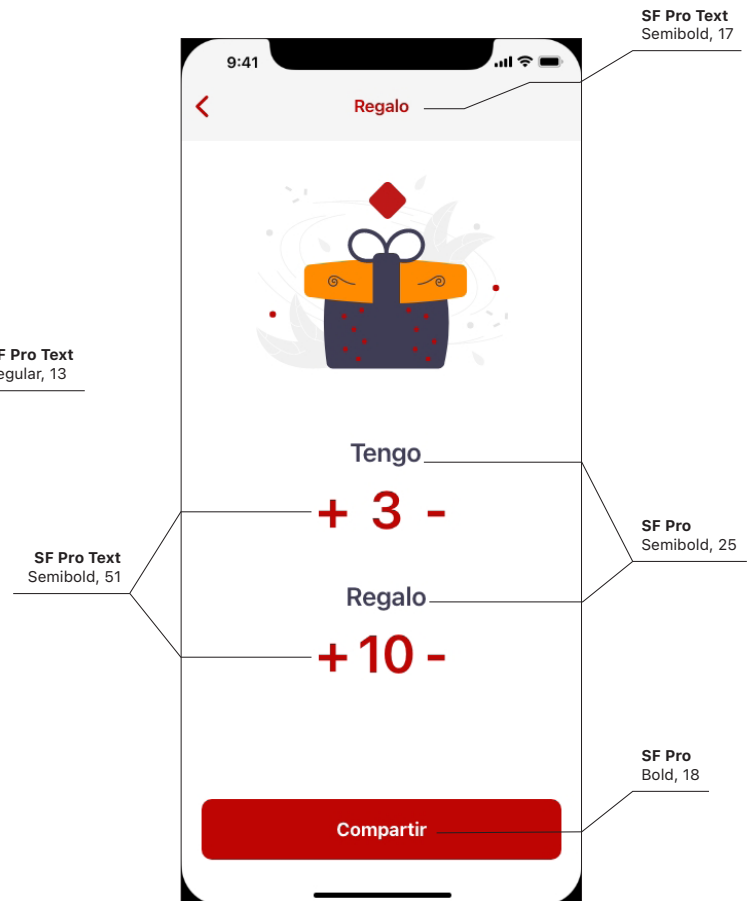 SF Pro Text
Semibold, 17
9:41
Regalo
F Pro Text
egular, 13
Tengo
+ 3 -
SF Pro
Semibold, 25
SF Pro Text
Semibold, 51
Regalo
+ 10 -
SF Pro
Bold, 18
Compartir